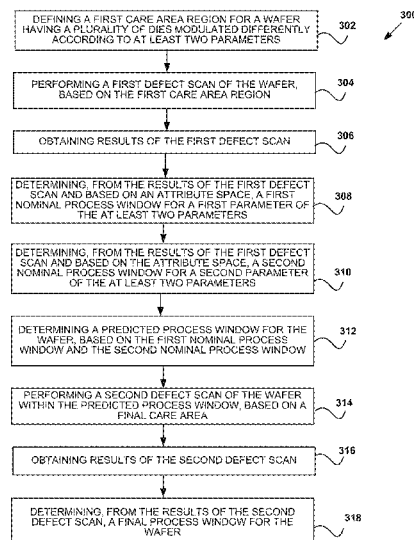 300
DEFINING A FIRST CARE AREA REGION FOR A WAFER
HAVING A PLURALITY OF DIES MODULATED DIFFERENTLY
ACCORDING TO AT LEAST TWO PARAMETERS
302
PERFORMING A FIRST DEFECT SCAN OF THE WAFER,
BASED ON THE FIRST CARE AREA REGION
304
OBTAINING RESULTS OF THE FIRST DEFECT SCAN
306
DETERMINING, FROM THE RESULTS OF THE FIRST DEFECT
SCAN AND BASED ON AN ATTRIBUTE SPACE, A FIRST
NOMINAL PROCESS WINDOW FOR A FIRST PARAMETER OF
THE AT LEAST TWO PARAMETERS
308
DETERMINING, FROM THE RESULTS OF THE FIRST DEFECT
SCAN AND BASED ON THE ATTRIBUTE SPACE, A SECOND
NOMINAL PROCESS WINDOW FOR A SECOND PARAMETER
OF THE AT LEAST TWO PARAMETERS
310
DETERMINING A PREDICTED PROCESS WINDOW FOR THE
WAFER, BASED ON THE FIRST NOMINAL PROCESS
WINDOW AND THE SECOND NOMINAL PROCESS WINDOW
312
PERFORMING A SECOND DEFECT SCAN OF THE WAFER
WITHIN THE PREDICTED PROCESS WINDOW, BASED ON A
FINAL CARE AREA
314
OBTAINING RESULTS OF THE SECOND DEFECT SCAN
316
DETERMINING, FROM THE RESULTS OF THE SECOND
DEFECT SCAN, A FINAL PROCESS WINDOW FOR THE
WAFER
318